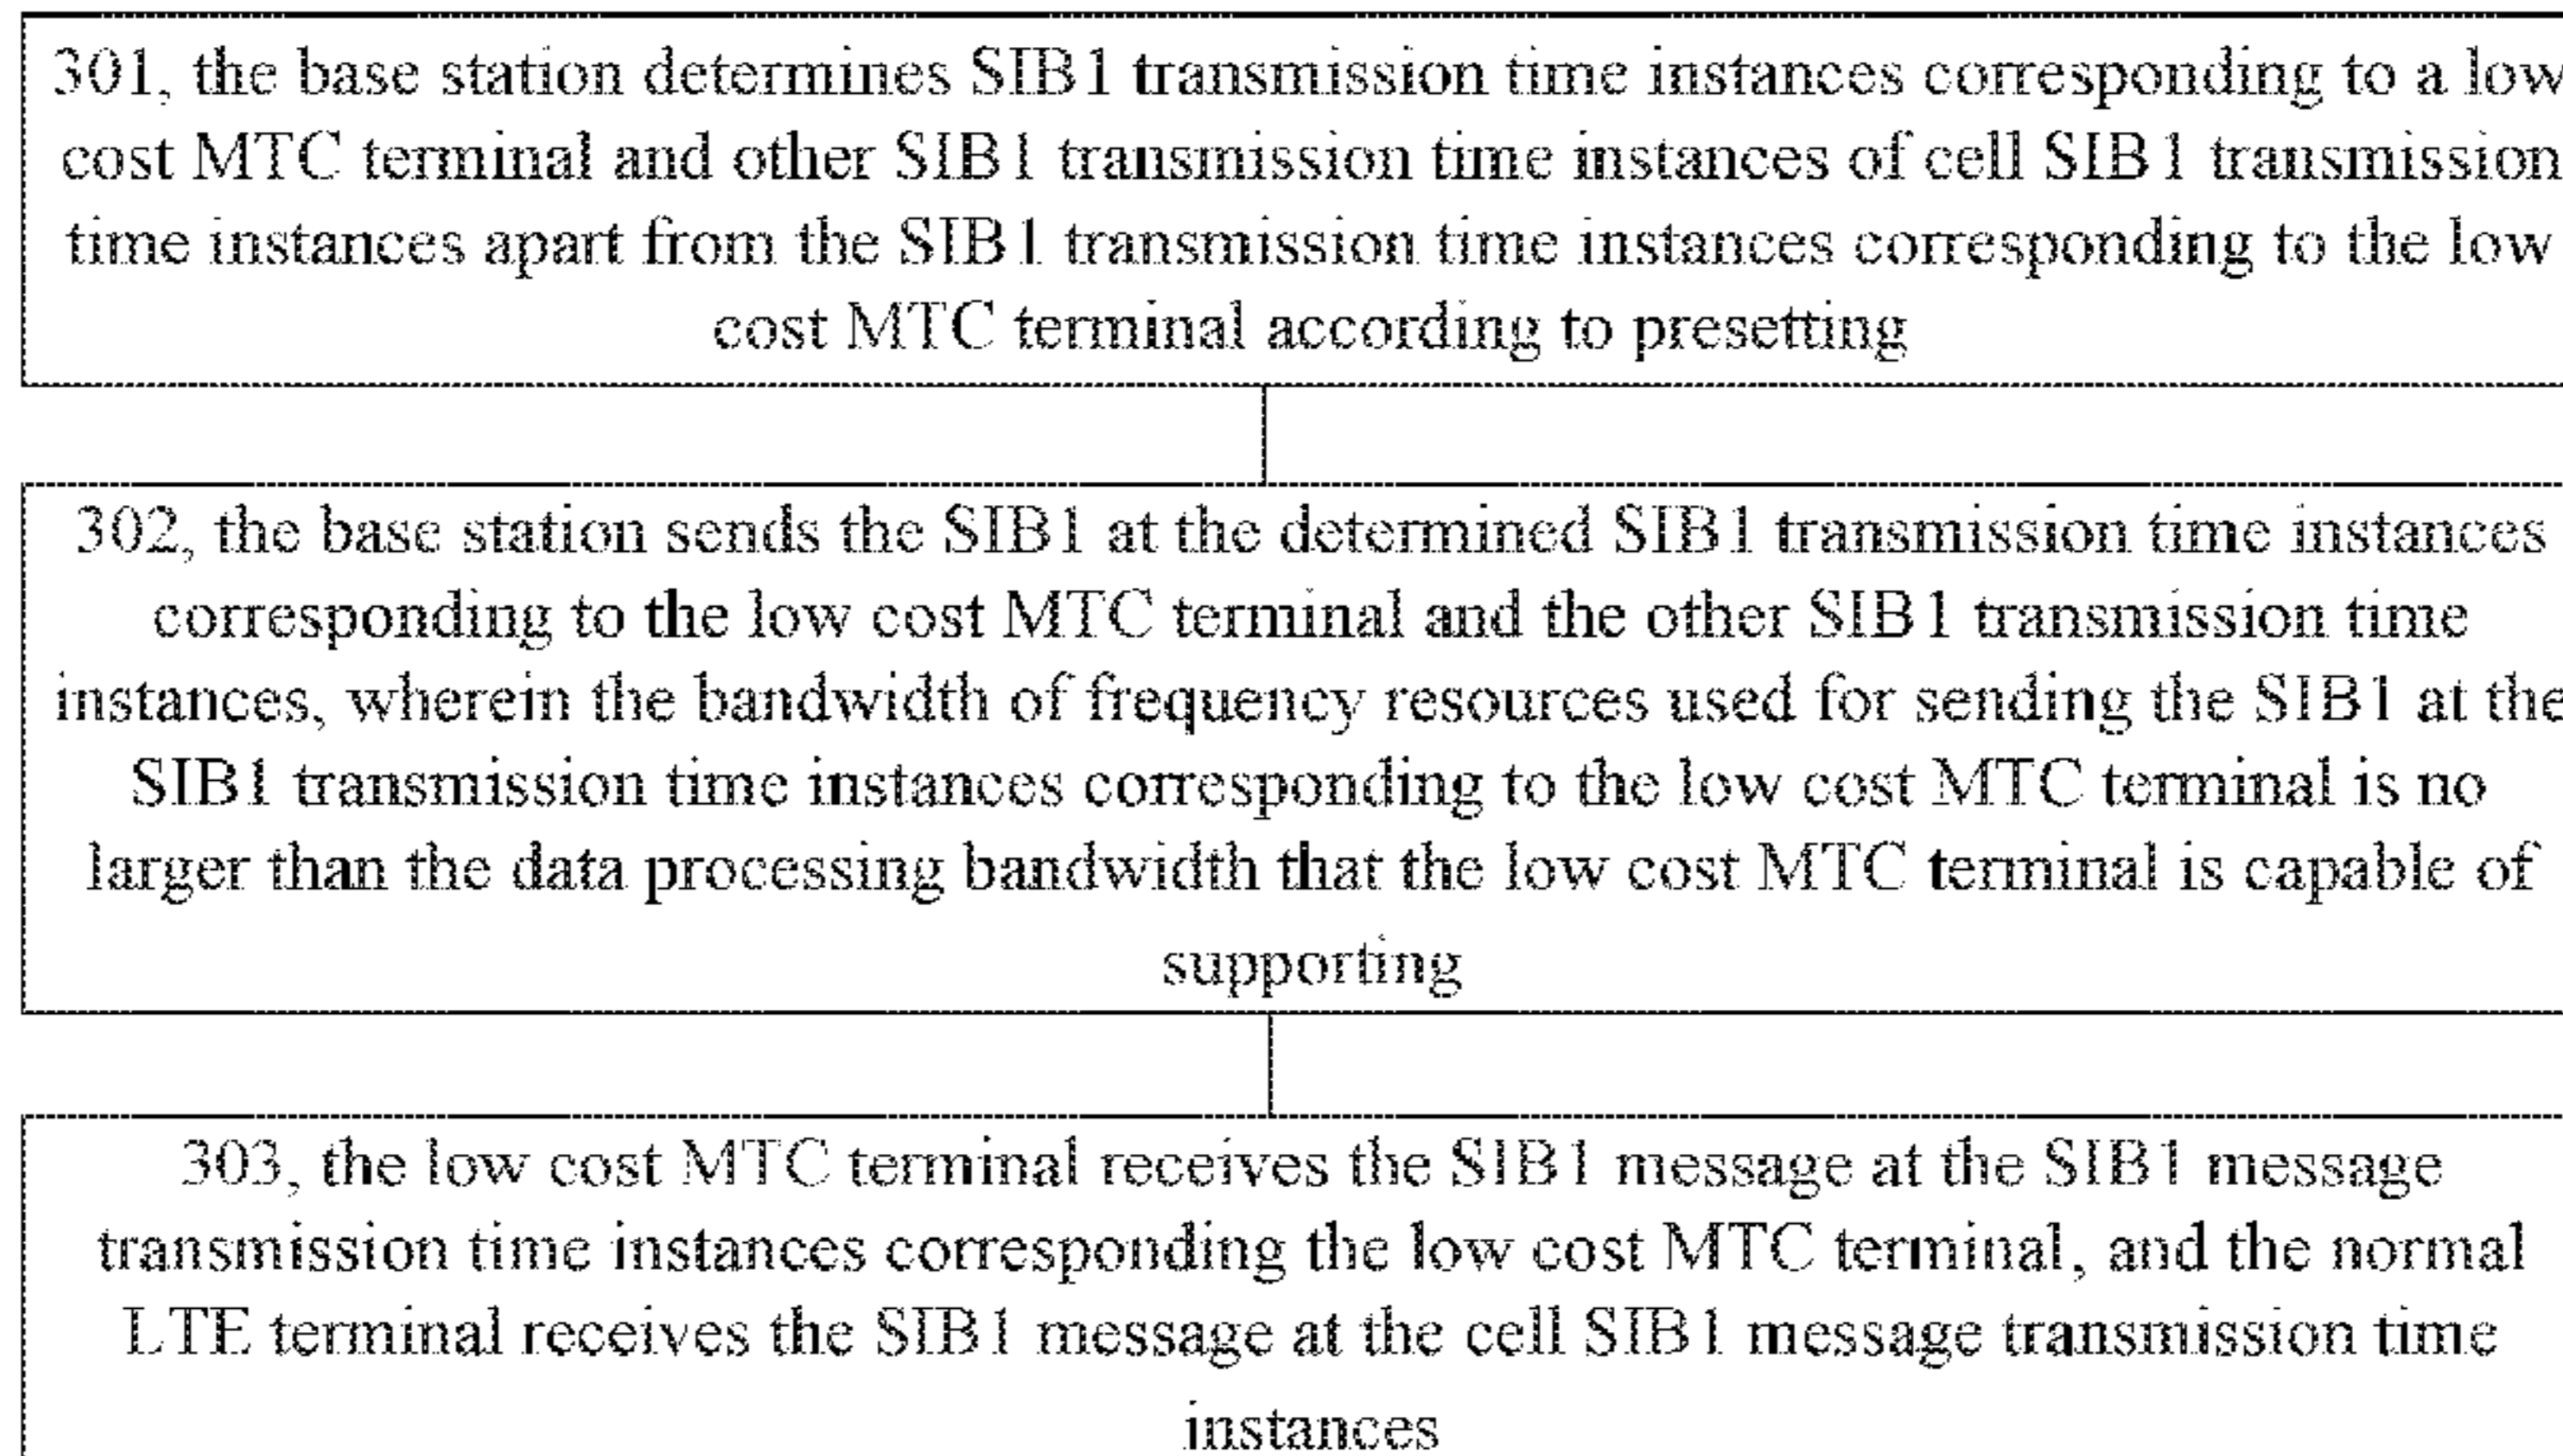 301, the base station determines SIB1 transmission time instances corresponding to a low
cost MTC terminal and other SIB1 transmission time instances of cell SIB1 transmission
time instances apart from the SIB1 transmission time instances corresponding to the low
cost MTC terminal according to presetting
302, the base station sends the SIB1 at the determined SIB1 transmission time instances
corresponding to the low cost MTC terminal and the other SIB1 transmission time
instances, wherein the bandwidth of frequency resources used for sending the SIB1 at the
SIB1 transmission time instances corresponding to the low cost MTC terminal is no
larger than the data processing bandwidth that the low cost MTC terminal is capable of
supporting
303, the low cost MTC terminal receives the SIB1 message at the SIB1 message
transmission time instances corresponding the low cost MTC terminal, and the normal
LTE terminal receives the SIB1 message at the cell SIB1 message transmission time
instances